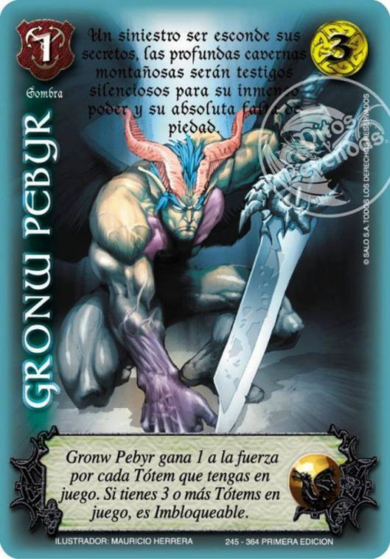 1
3
Un siniestro ser esconde sus
secretos, las profundas cavernas
montañosas serán testigos
silenciosos para su inmenso
poder y su absoluta falta de
piedad.
Sombra
GRONW PEBYR
© SALO S.A. TODOS LOS DERECHOS RESERVADOS
Gronw Pebyr gana 1 a la fuerza
por cada Tótem que tengas en
juego. Si tienes 3 o más Tótems en
juego, es Imbloqueable.
ILUSTRADOR: MAURICIO HERRERA
245 - 364 PRIMERA EDICION